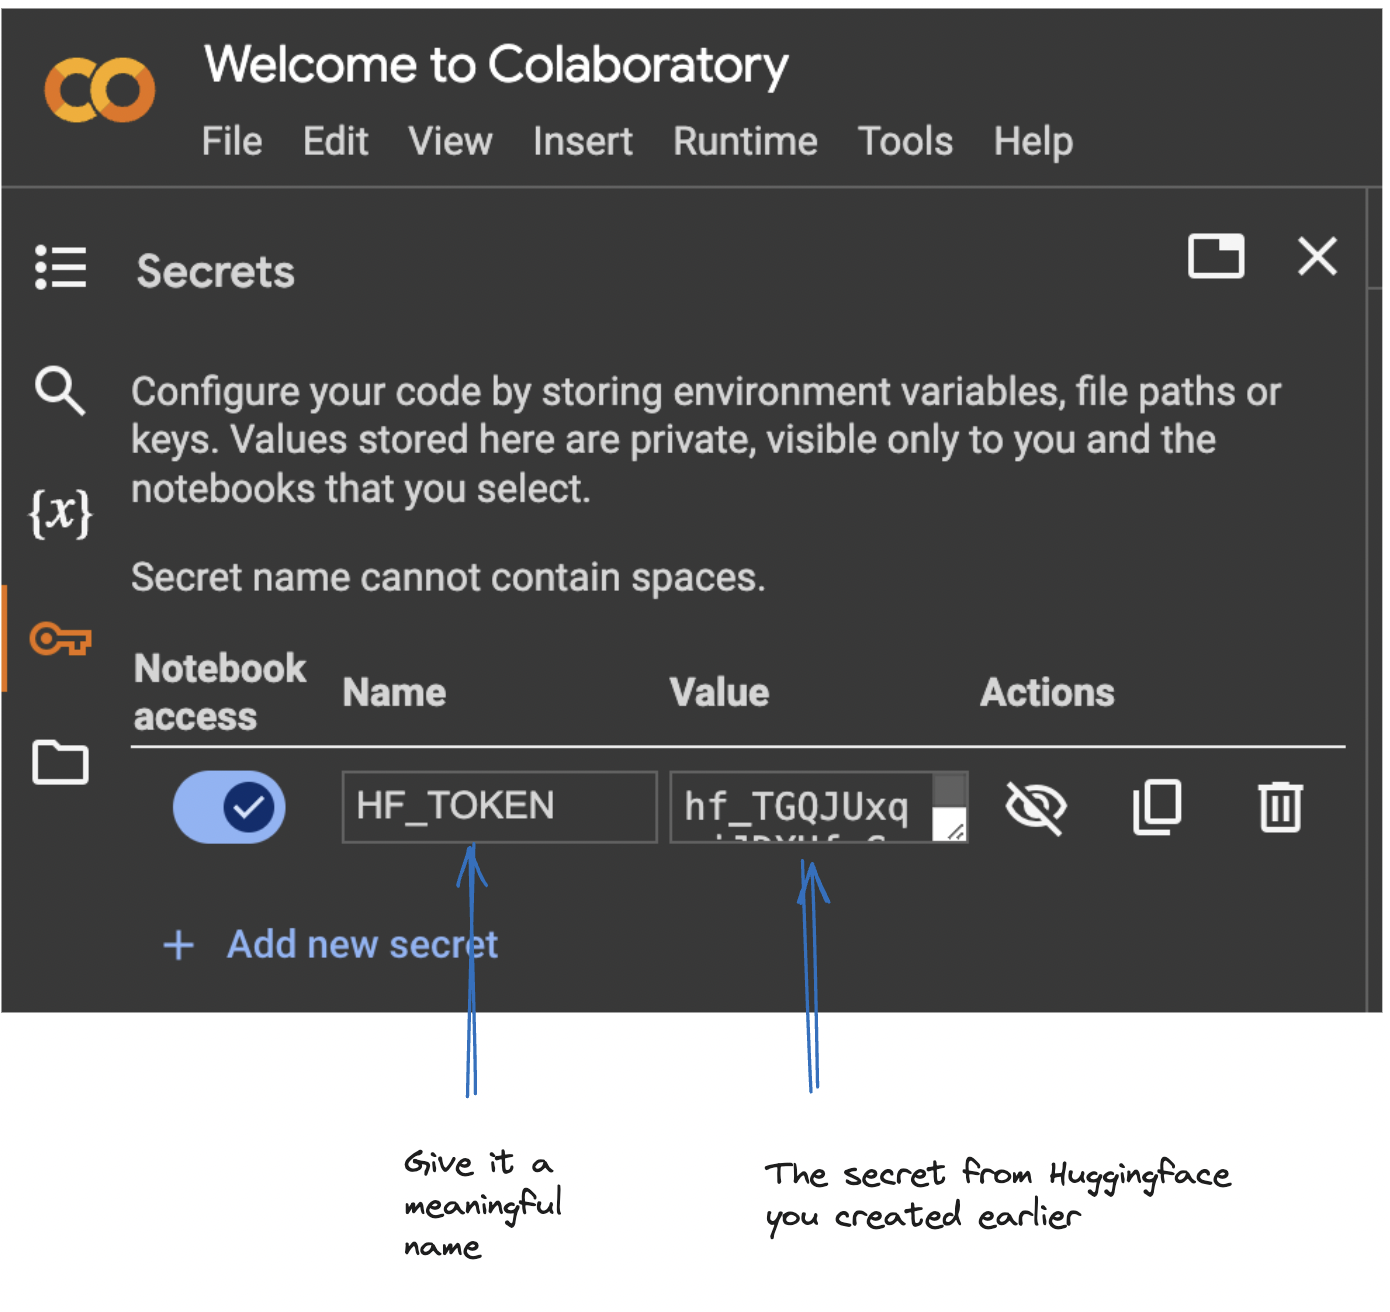 Welcome to Colaboratory
File Edit View Insert Runtime Tools Help
Secrets
Configure your code by storing environment variables, file paths or
keys. Values stored here are private, visible only to you and the
notebooks that you select.
Secret name cannot contain spaces.
{x}
Notebook
access
Name Value Actions
HF_TOKEN hf_TGQJUxq
+ Add new secret
Give it a
meaningful
name
The secret from Huggingface
you created earlier